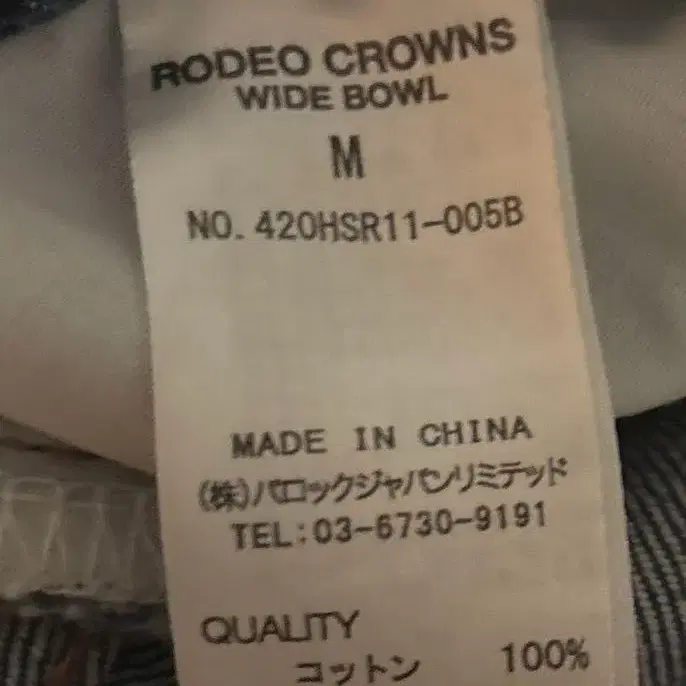 RODEO CROWNS
WIDE BOWL
M
NO. 420HSR11-005B
MADE IN CHINA
(株)バロックジャパンリミテッド
TEL:03-6730-9191
QUALITY
コットン 100%